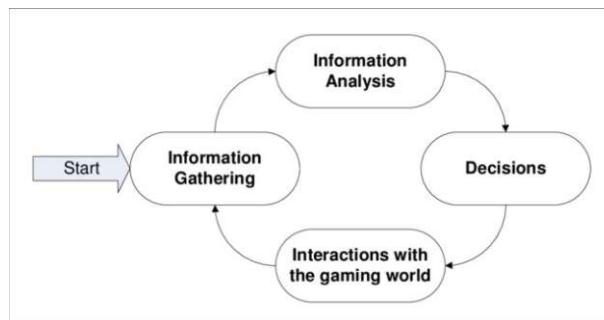 Start
Information
Gathering
Information
Analysis
Decisions
Interactions with
the gaming world